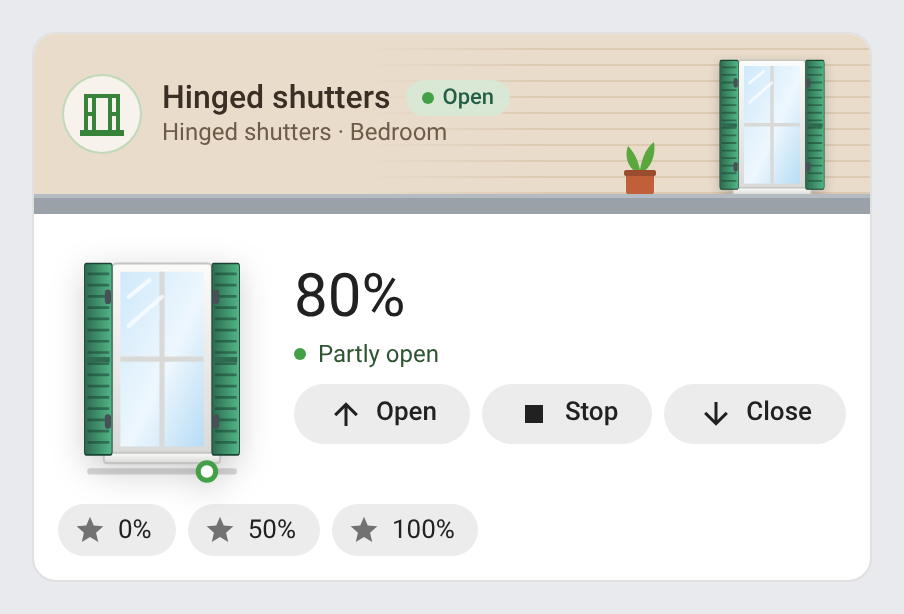 Hinged shutters Open
Hinged shutters · Bedroom
80%
Partly open
Open Stop Close
0% 50% 100%